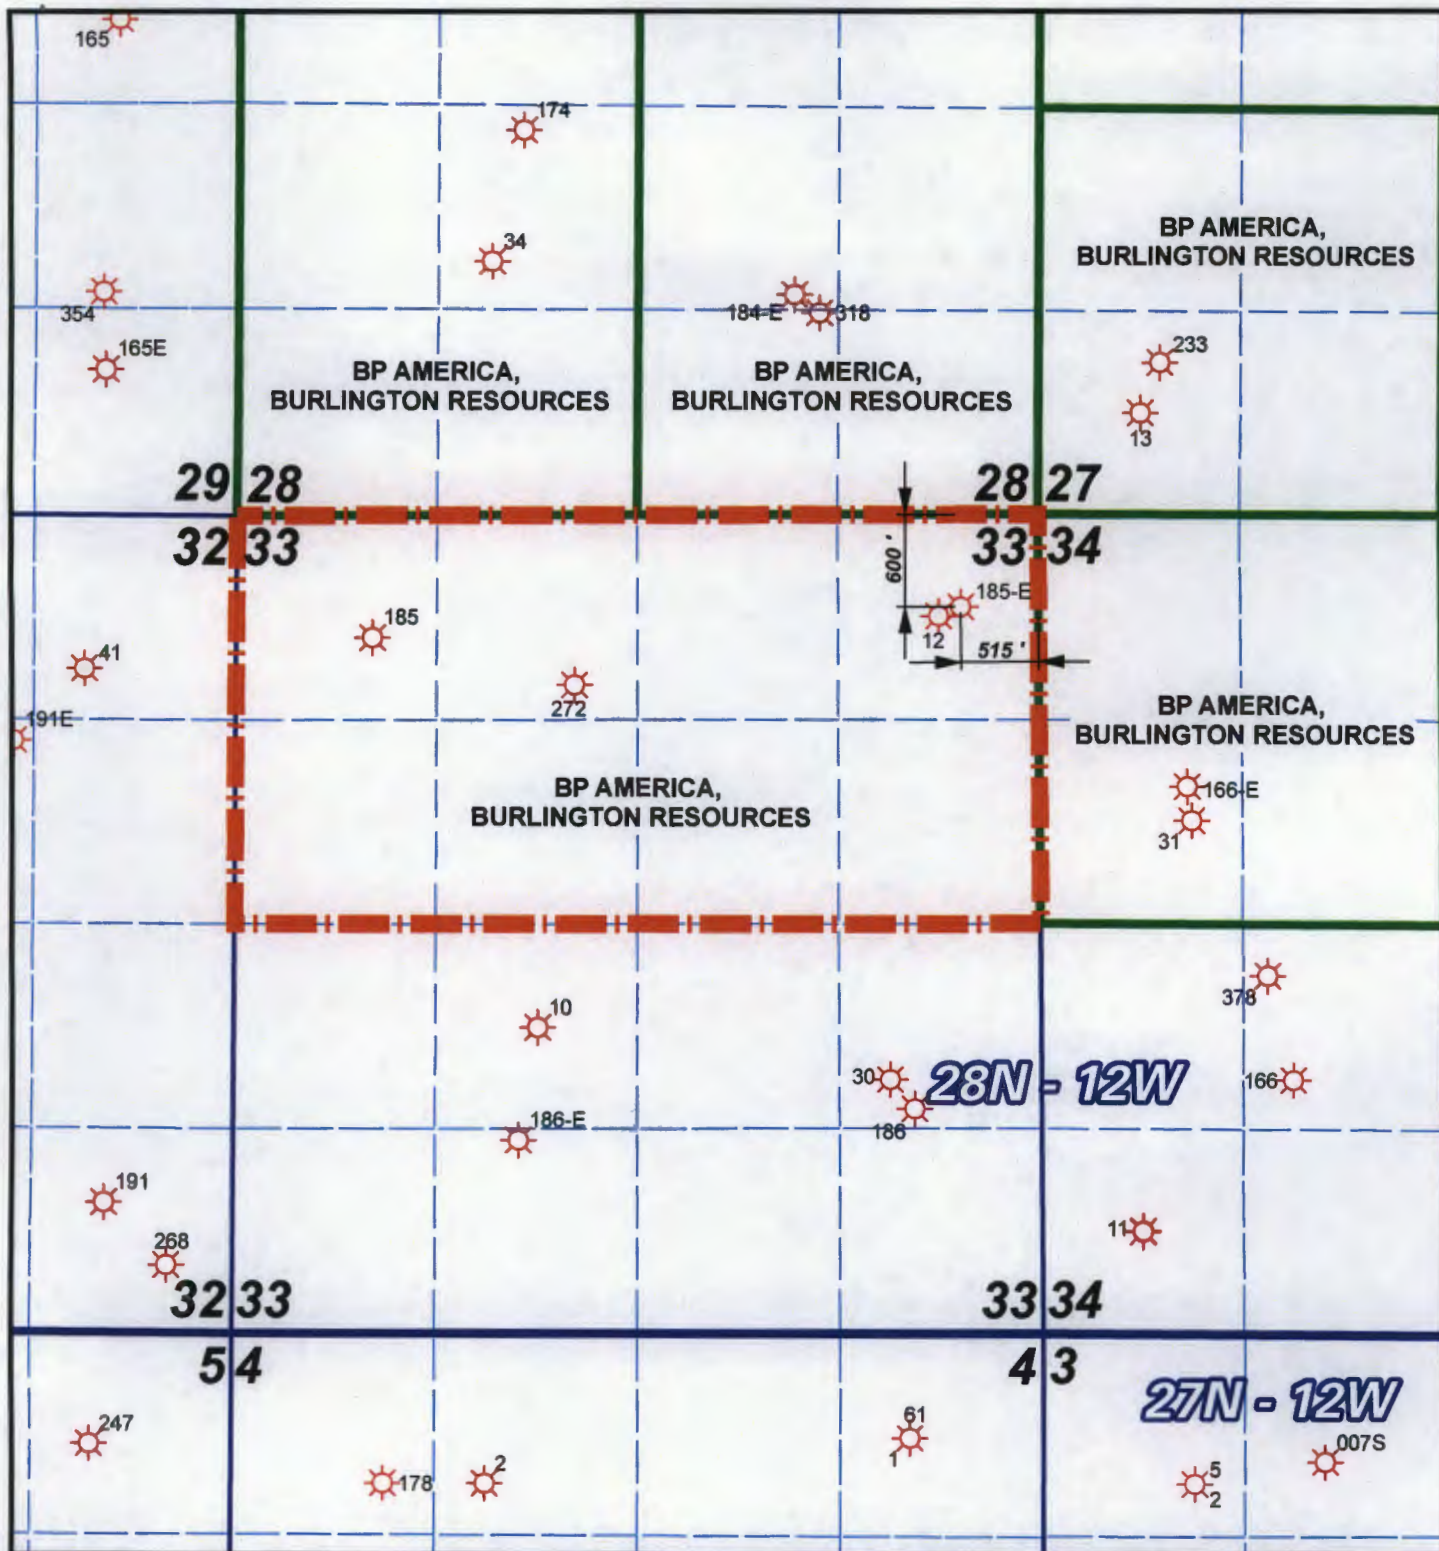 165
174
34
354
165E
184-E
318
BP AMERICA,
BURLINGTON RESOURCES
233
13
BP AMERICA,
BURLINGTON RESOURCES
BP AMERICA,
BURLINGTON RESOURCES
29 28
28 27
32 33
33 34
600 '
185-E
12
515 '
185
41
272
191E
BP AMERICA,
BURLINGTON RESOURCES
BP AMERICA,
BURLINGTON RESOURCES
166-E
31
378
10
30
28N - 12W
166
186
186-E
191
11
268
32 33
33 34
5 4
4 3
27N - 12W
247
61
1
007S
178
2
5
2